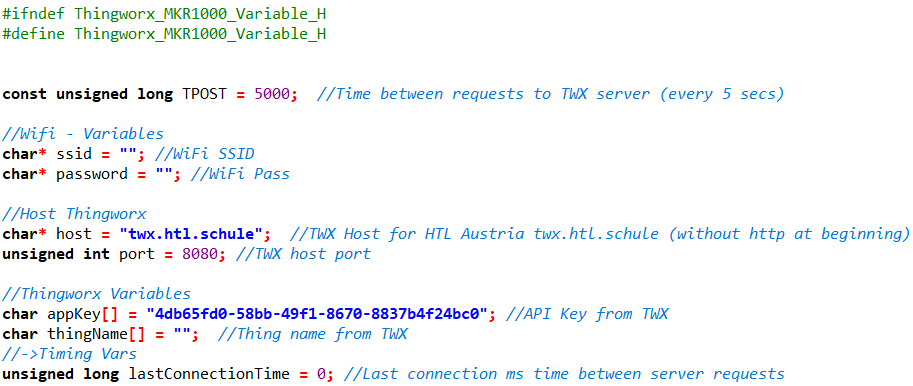 #ifndef Thingworx_MKR1000_Variable_H
#define Thingworx_MKR1000_Variable_H
const unsigned long TPOST = 5000;  //Time between requests to TWX server (every 5 secs)
//Wifi - Variables
char* ssid = ""; //WiFi SSID
char* password = ""; //WiFi Pass
//Host Thingworx
char* host = "twx.htl.schule";  //TWX Host for HTL Austria twx.htl.schule (without http at beginning)
unsigned int port = 8080; //TWX host port
//Thingworx Variables
char appKey[] = "4db65fd0-58bb-49f1-8670-8837b4f24bc0"; //API Key from TWX
char thingName[] = "";  //Thing name from TWX
//->Timing Vars
unsigned long lastConnectionTime = 0; //Last connection ms time between server requests